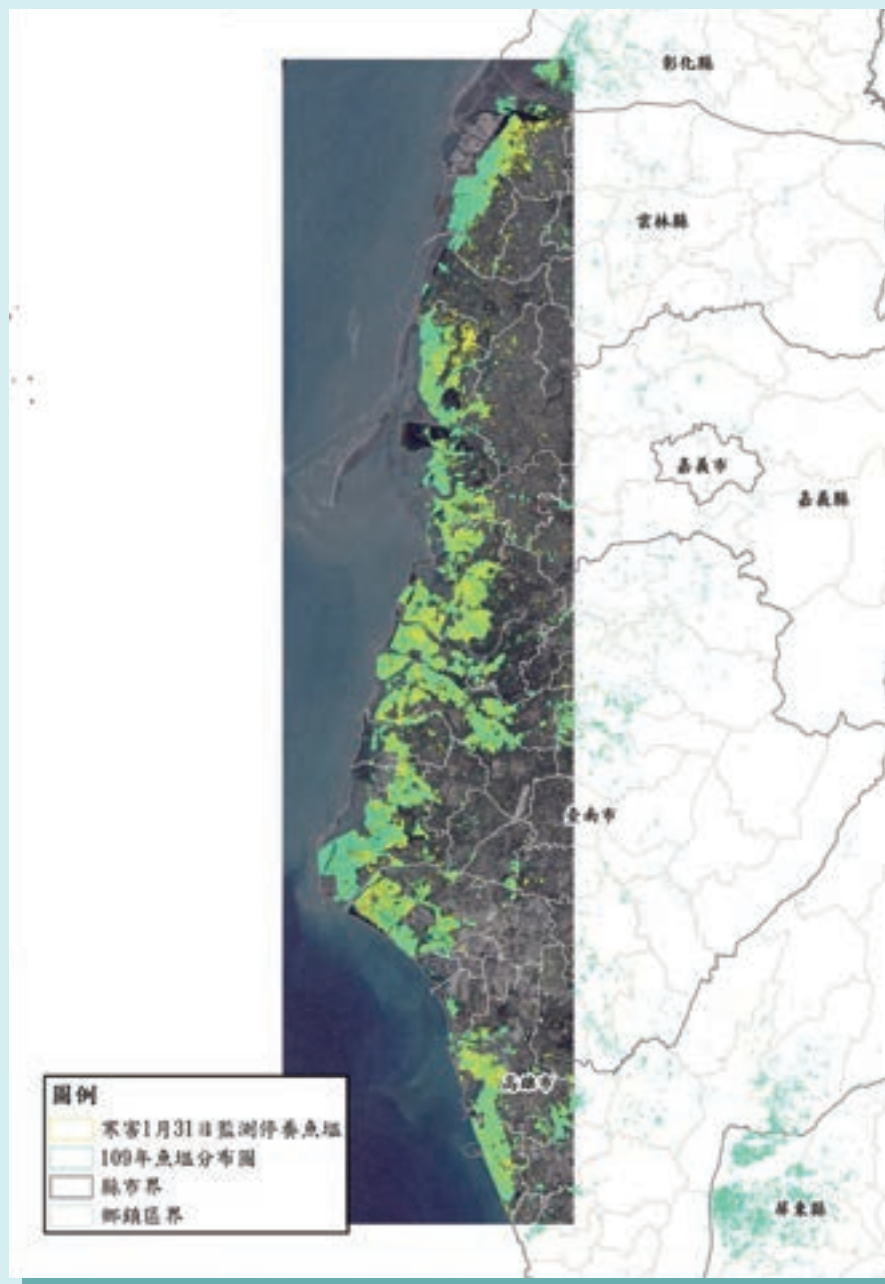 彰化縣
雲林縣
嘉義市
嘉義縣
臺南市
高雄市
屏東縣
圖例
寒害1月31日監測停養魚塭
109年魚塭分布圖
縣市界
鄉鎮區界